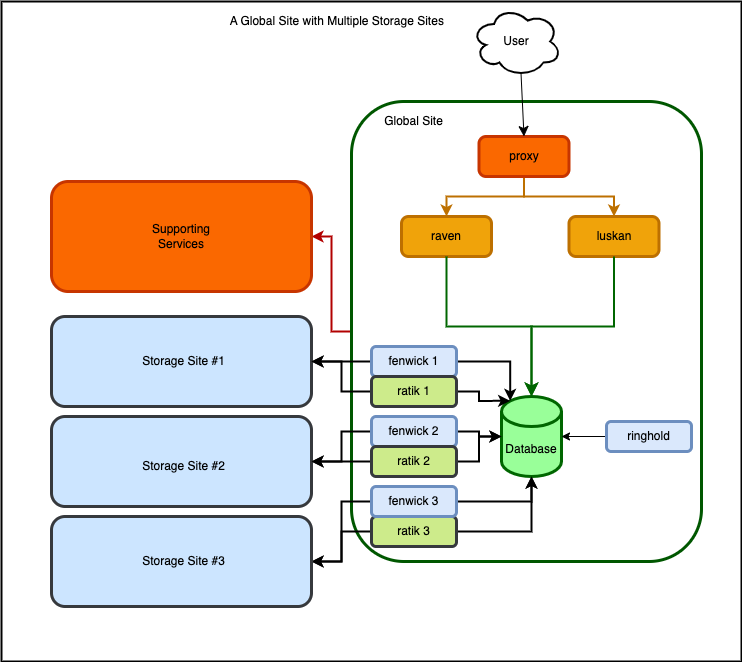 A Global Site with Multiple Storage Sites
User
Global Site
proxy
Supporting
Services
raven
luskan
Storage Site #1
fenwick 1
ratik 1
Storage Site #2
fenwick 2
ratik 2
Database
ringhold
Storage Site #3
fenwick 3
ratik 3